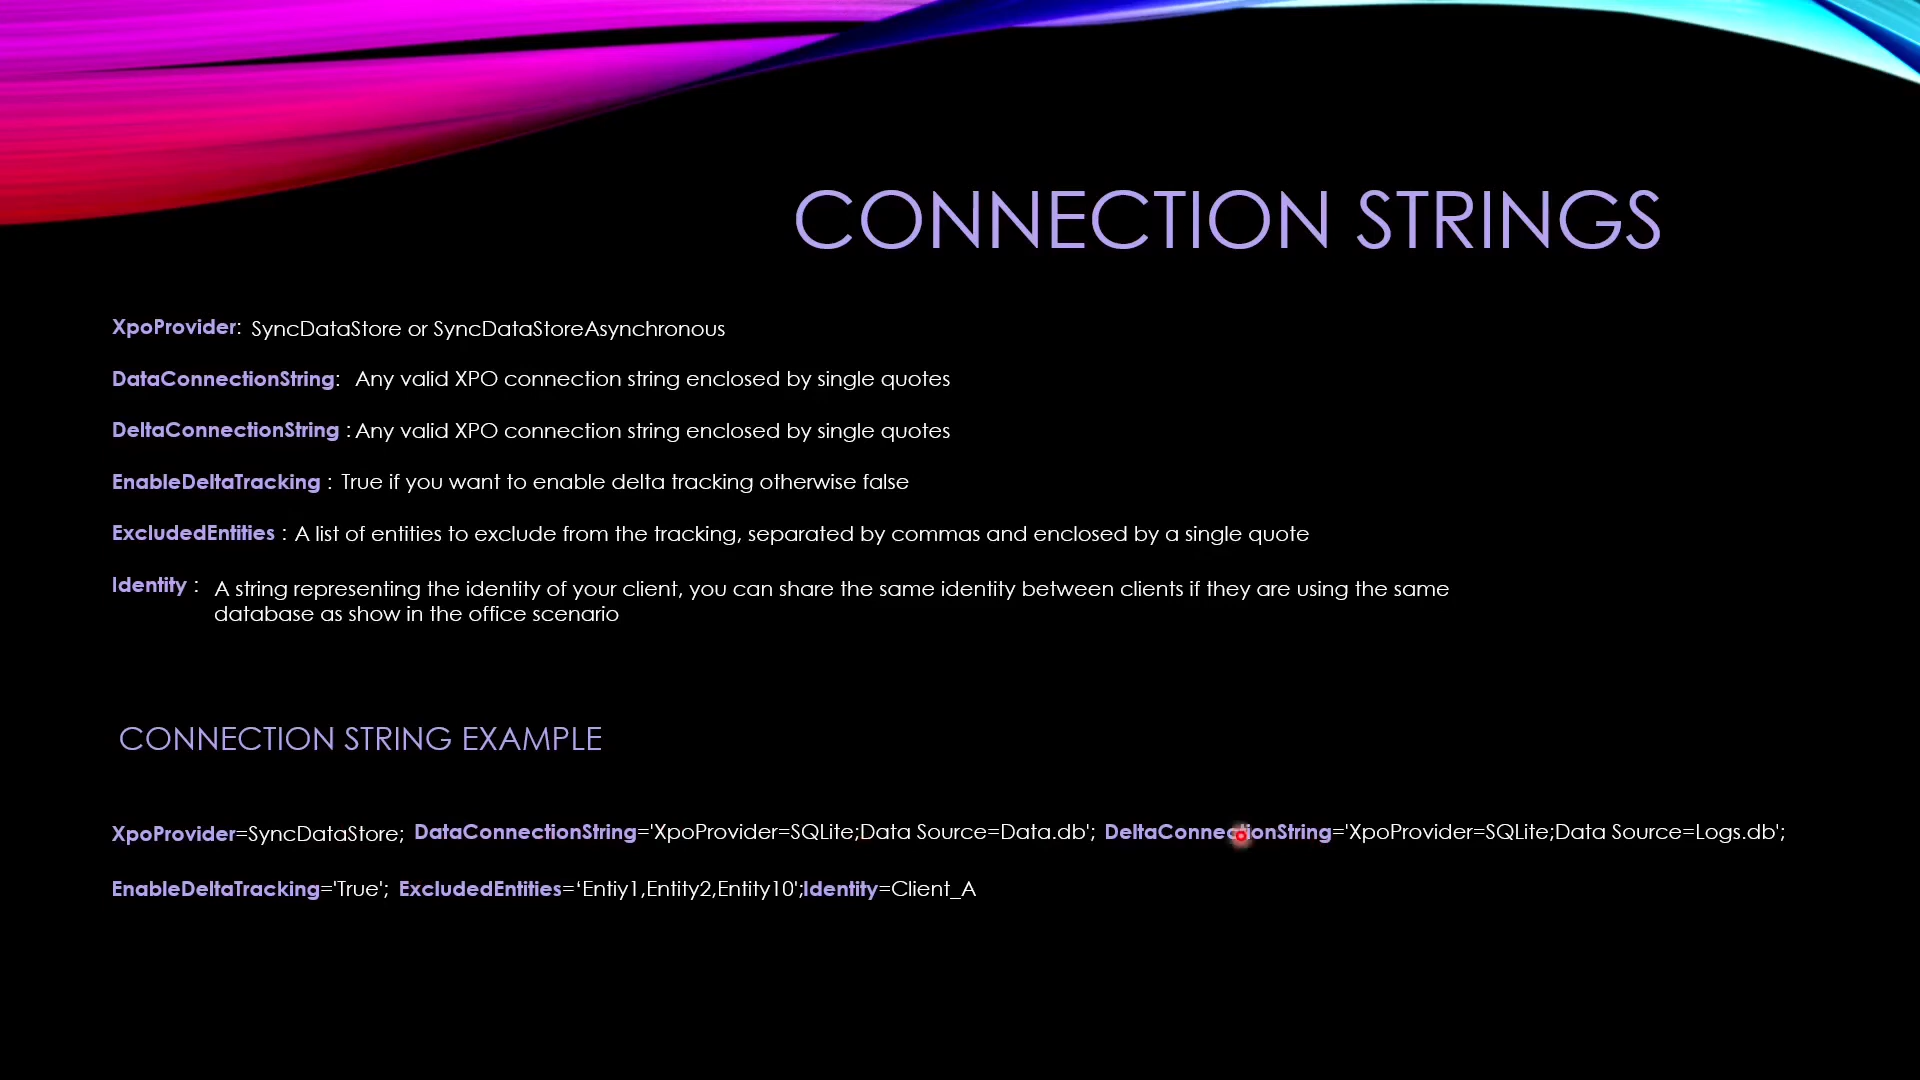 CONNECTION STRINGS
XpoProvider: SyncDataStore or SyncDataStoreAsynchronous
DataConnectionString: Any valid XPO connection string enclosed by single quotes
DeltaConnectionString : Any valid XPO connection string enclosed by single quotes
EnableDeltaTracking : True if you want to enable delta tracking otherwise false
ExcludedEntities : A list of entities to exclude from the tracking, separated by commas and enclosed by a single quote
Identity : A string representing the identity of your client, you can share the same identity between clients if they are using the same
database as show in the office scenario
CONNECTION STRING EXAMPLE
XpoProvider=SyncDataStore; DataConnectionString='XpoProvider=SQLite;Data Source=Data.db'; DeltaConnectionString='XpoProvider=SQLite;Data Source=Logs.db';
EnableDeltaTracking='True'; ExcludedEntities=‘Entiy1,Entity2,Entity10';Identity=Client_A